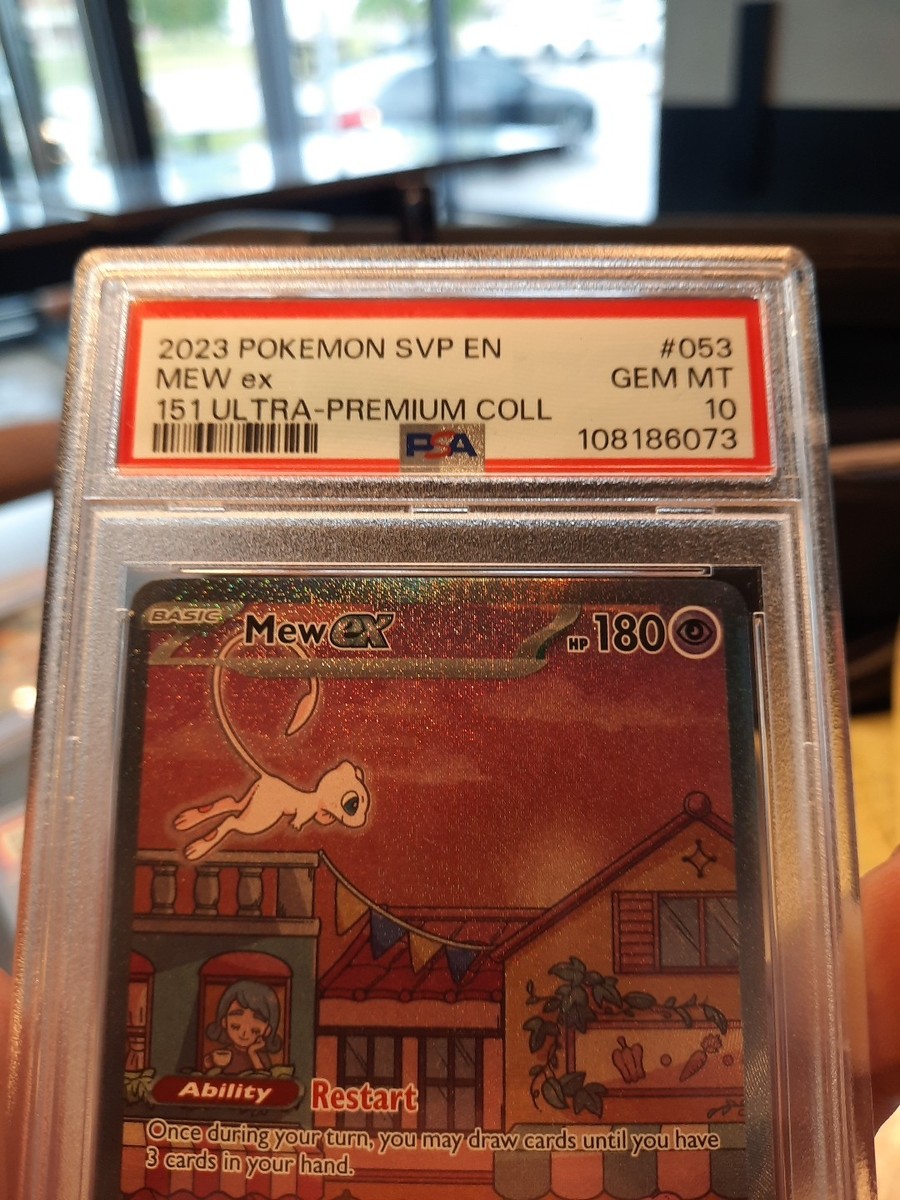 2023 POKEMON SVP EN #053
MEW ex GEM MT
151 ULTRA-PREMIUM COLL 10
PSA 108186073
BASIC Mew ex HP 180
Ability Restart
Once during your turn, you may draw cards until you have
3 cards in your hand.